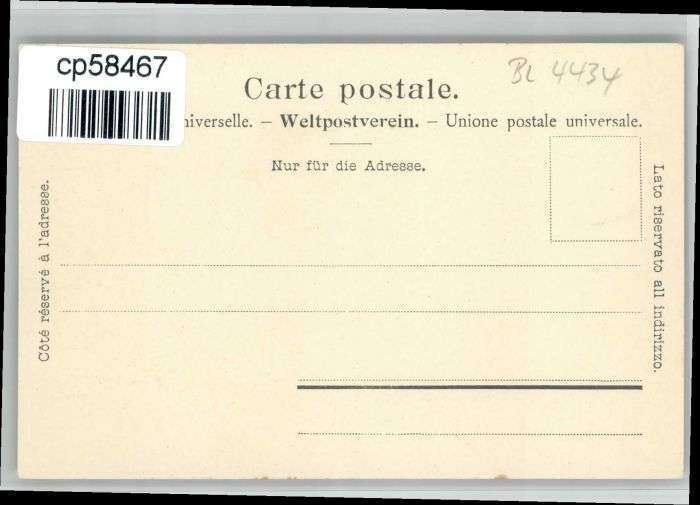 cp58467
BL 4434
Carte postale.
niverselle. — Weltpostverein. — Unione postale universale.
Nur für die Adresse.
Côté réservé à l'adresse.
Lato riservato all indirizzo.